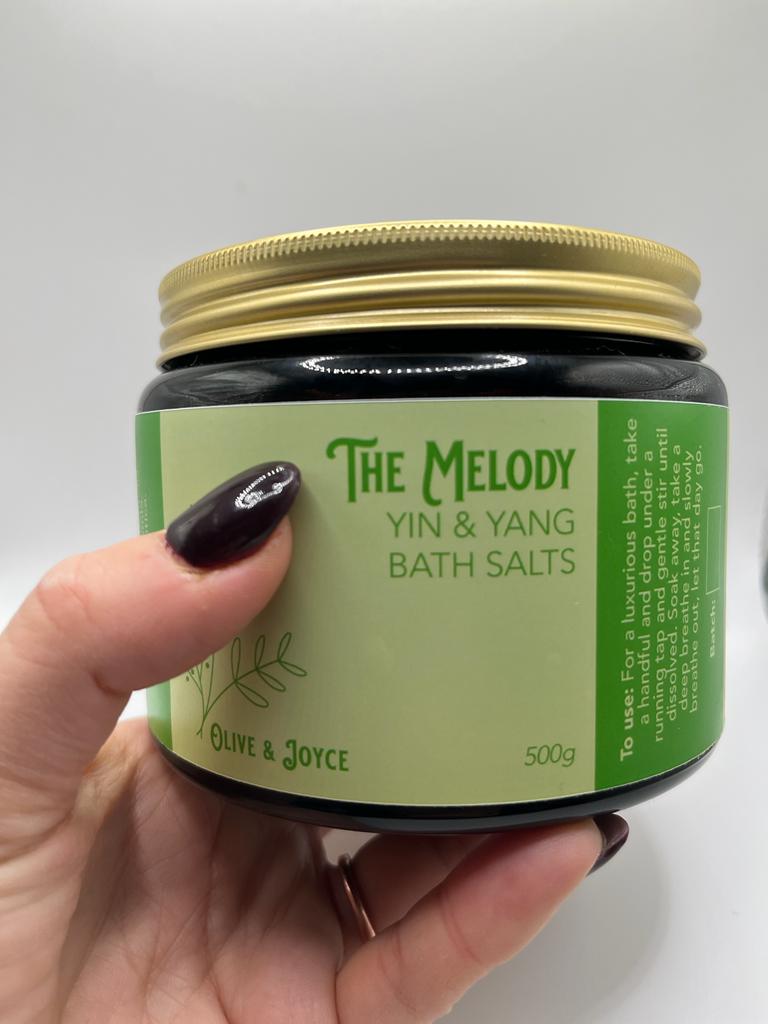 THE MELODY
YIN & YANG
BATH SALTS
OLIVE & JOYCE
500g
To use: For a luxurious bath, take
a handful and drop under a
running tap and gentle stir until
dissolved. Soak away, take a
deep breathe in and slowly
breathe out, let that day go.
Batch: